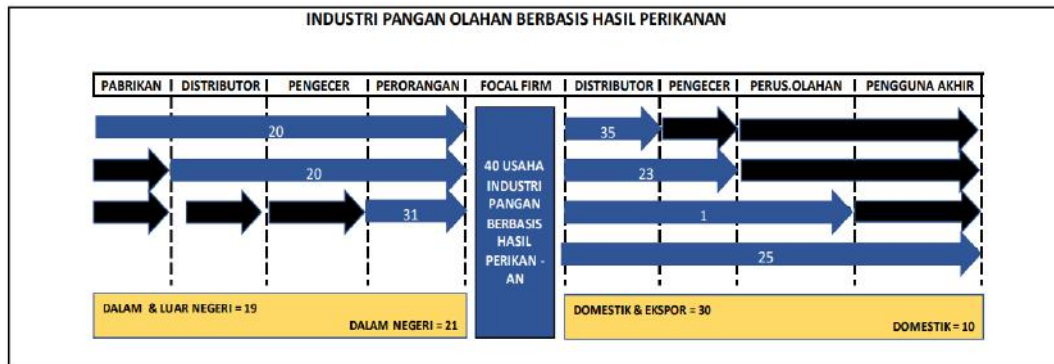 INDUSTRI PANGAN OLAHAN BERBASIS HASIL PERIKANAN
PABRIKAN DISTRIBUTOR PENGECER PERORANGAN FOCAL FIRM DISTRIBUTOR PENGECER PERUS.OLAHAN PENGGUNA AKHIR
20
20
31
40 USAHA
INDUSTRI
PANGAN
BERBASIS
HASIL
PERIKAN -
AN
35
23
1
25
DALAM & LUAR NEGERI = 19
DALAM NEGERI = 21
DOMESTIK & EKSPOR = 30
DOMESTIK = 10